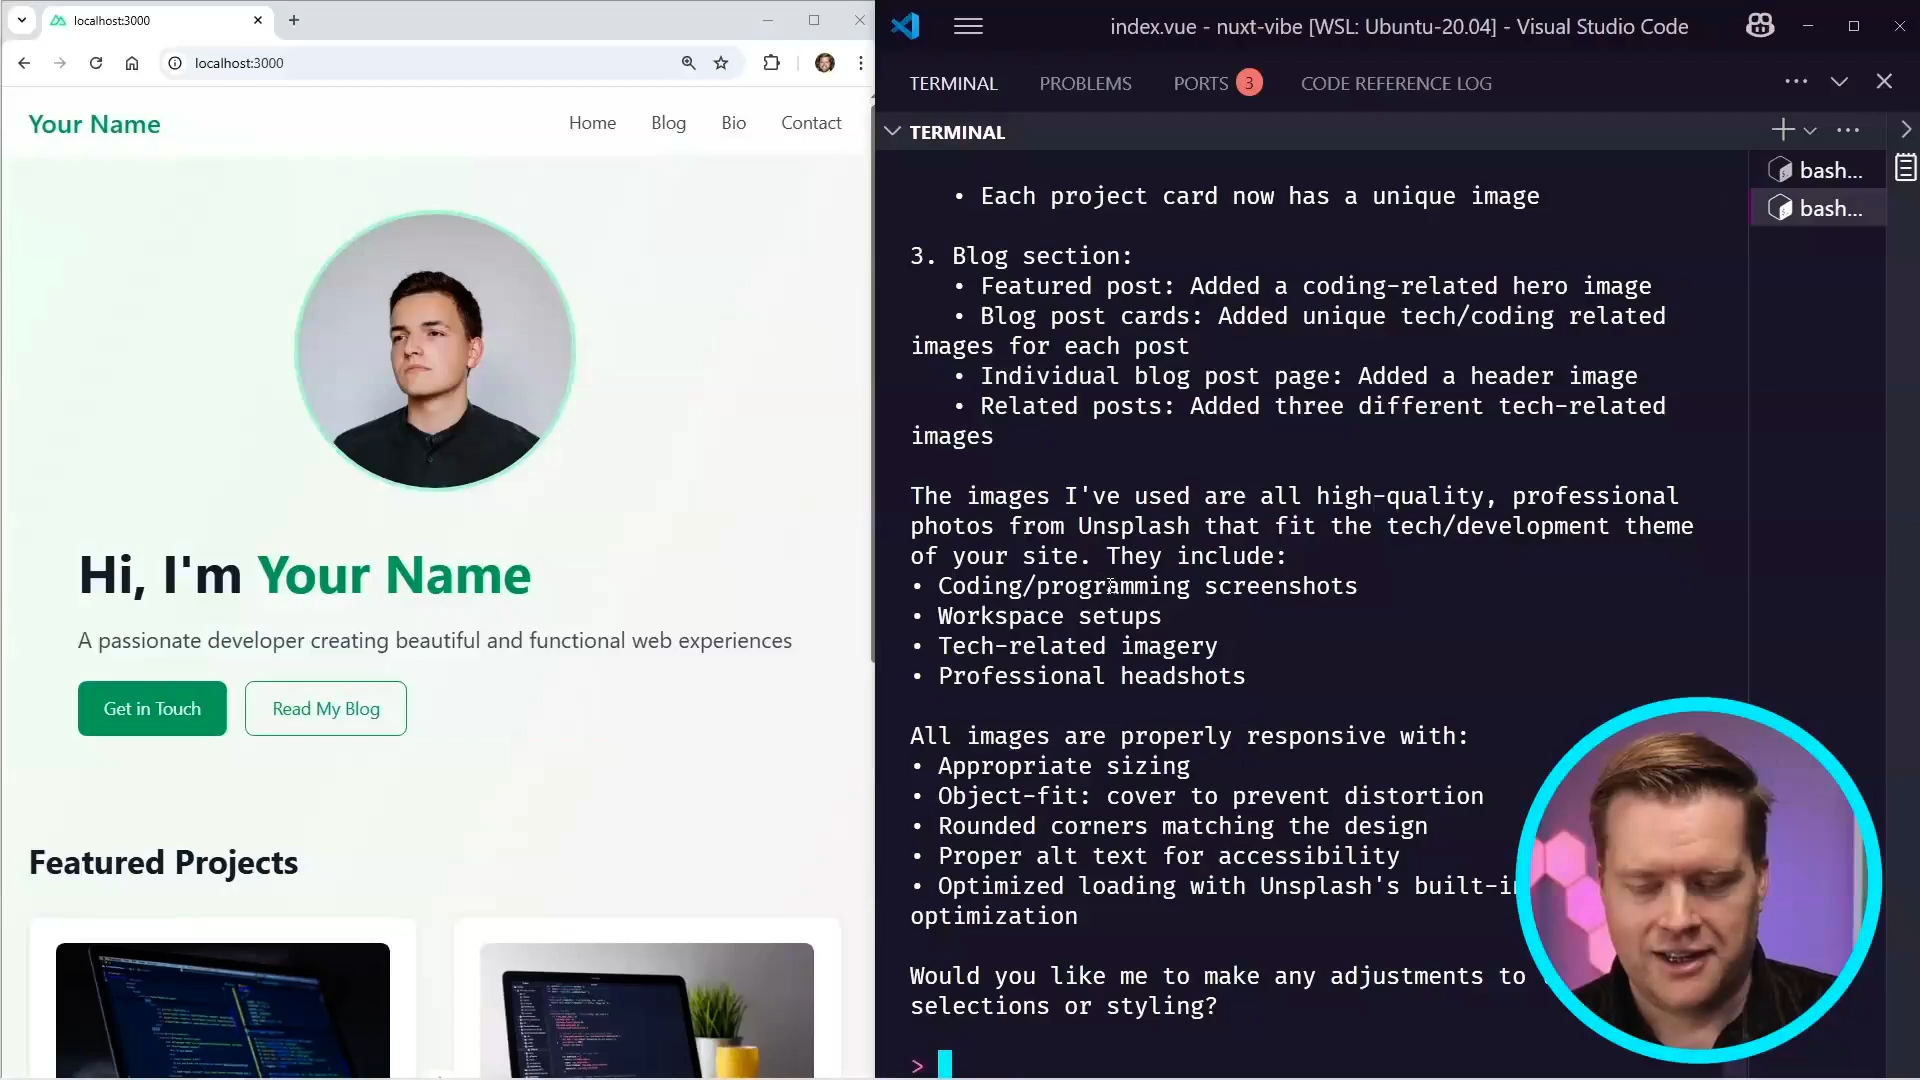 localhost:3000
localhost:3000
Your Name
Home
Blog
Bio
Contact
Hi, I'm Your Name
A passionate developer creating beautiful and functional web experiences
Get in Touch
Read My Blog
Featured Projects
index.vue - nuxt-vibe [WSL: Ubuntu-20.04] - Visual Studio Code
TERMINAL
PROBLEMS
PORTS
3
CODE REFERENCE LOG
TERMINAL
bash...
bash...
• Each project card now has a unique image
3. Blog section:
• Featured post: Added a coding-related hero image
• Blog post cards: Added unique tech/coding related
images for each post
• Individual blog post page: Added a header image
• Related posts: Added three different tech-related
images
The images I've used are all high-quality, professional
photos from Unsplash that fit the tech/development theme
of your site. They include:
• Coding/programming screenshots
• Workspace setups
• Tech-related imagery
• Professional headshots
All images are properly responsive with:
• Appropriate sizing
• Object-fit: cover to prevent distortion
• Rounded corners matching the design
• Proper alt text for accessibility
• Optimized loading with Unsplash's built-in
optimization
Would you like me to make any adjustments to
selections or styling?
>